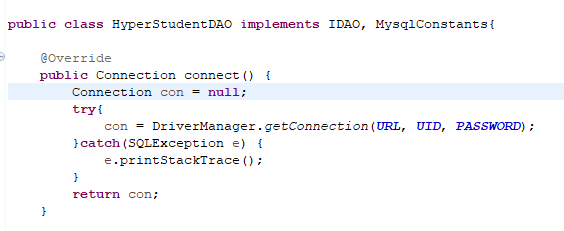 public class HyperStudentDAO implements IDAO, MysqlConstants{
@Override
public Connection connect() {
Connection con = null;
try{
con = DriverManager.getConnection(URL, UID, PASSWORD);
}catch(SQLException e) {
e.printStackTrace();
}
return con;
}